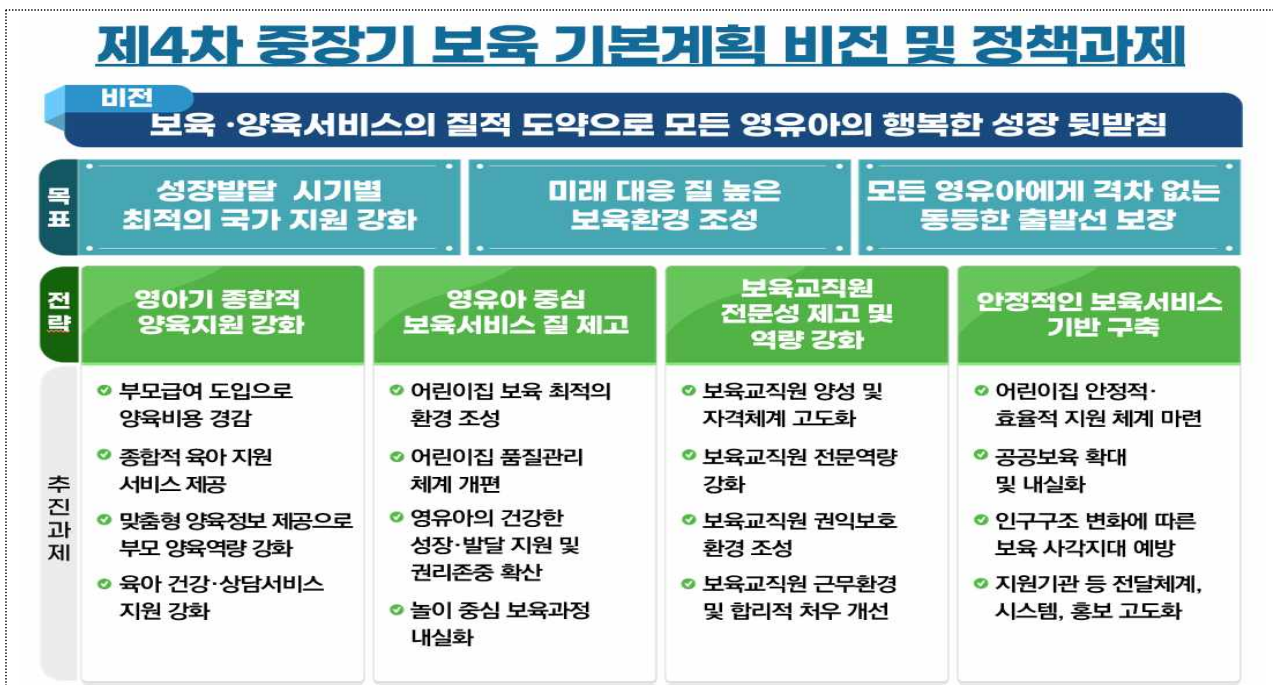 제4차 중장기 보육 기본계획 비전 및 정책과제
비전
보육 ·양육서비스의 질적 도약으로 모든 영유아의 행복한 성장 뒷받침
목표
성장발달 시기별
최적의 국가 지원 강화
미래 대응 질 높은
보육환경 조성
모든 영유아에게 격차 없는
동등한 출발선 보장
전략
영아기 종합적
양육지원 강화
영유아 중심
보육서비스 질 제고
보육교직원
전문성 제고 및
역량 강화
안정적인 보육서비스
기반 구축
추진과제
부모급여 도입으로
양육비용 경감
종합적 육아 지원
서비스 제공
맞춤형 양육정보 제공으로
부모 양육역량 강화
육아 건강·상담서비스
지원 강화
어린이집 보육 최적의
환경 조성
어린이집 품질관리
체계 개편
영유아의 건강한
성장·발달 지원 및
권리존중 확산
놀이 중심 보육과정
내실화
보육교직원 양성 및
자격체계 고도화
보육교직원 전문역량
강화
보육교직원 권익보호
환경 조성
보육교직원 근무환경
및 합리적 처우 개선
어린이집 안정적·
효율적 지원 체계 마련
공공보육 확대
및 내실화
인구구조 변화에 따른
보육 사각지대 예방
지원기관 등 전달체계,
시스템, 홍보 고도화